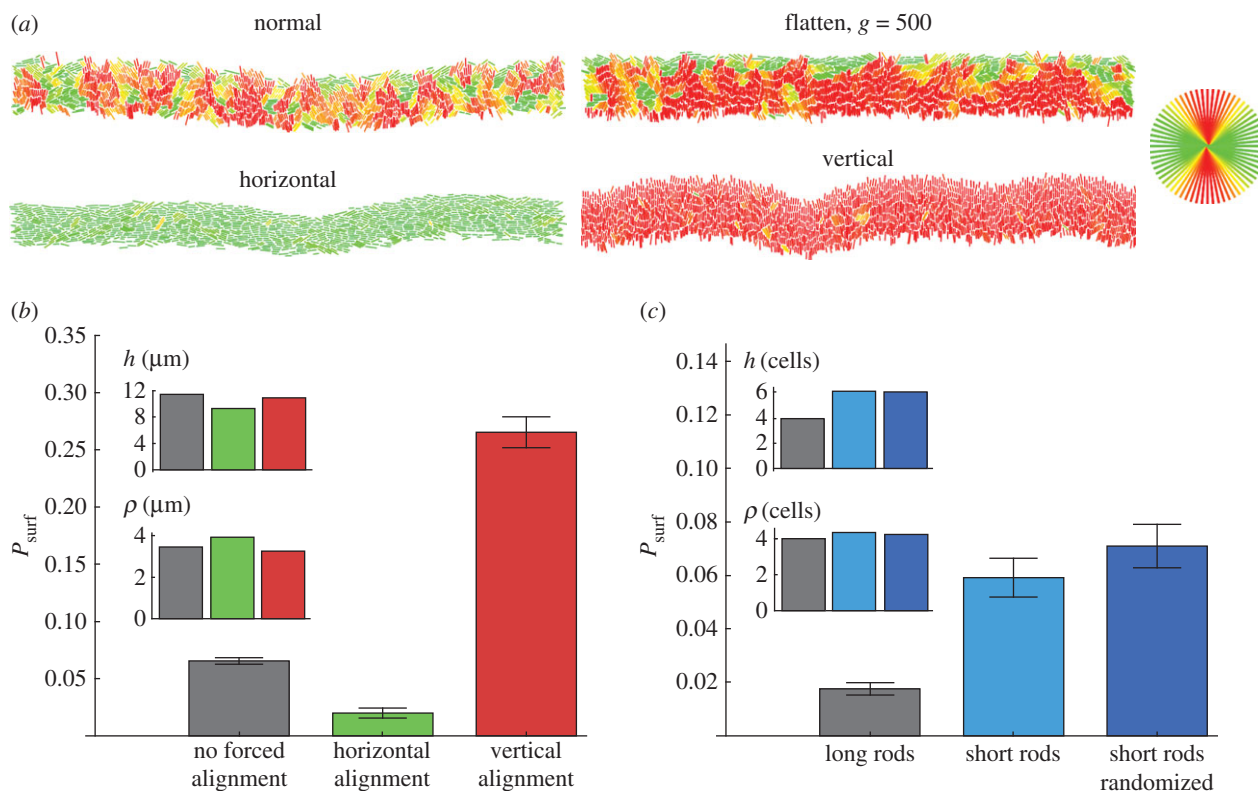 (a)
normal
flatten, g = 500
horizontal
vertical
(b)
0.35
0.30
0.25
0.20
0.15
0.10
0.05
P_surf
h (μm)
12
8
4
0
ρ (μm)
4
2
0
no forced
alignment
horizontal
alignment
vertical
alignment
(c)
0.14
0.12
0.10
0.08
0.06
0.04
0.02
P_surf
h (cells)
6
4
2
0
ρ (cells)
4
2
0
long rods
short rods
short rods
randomized